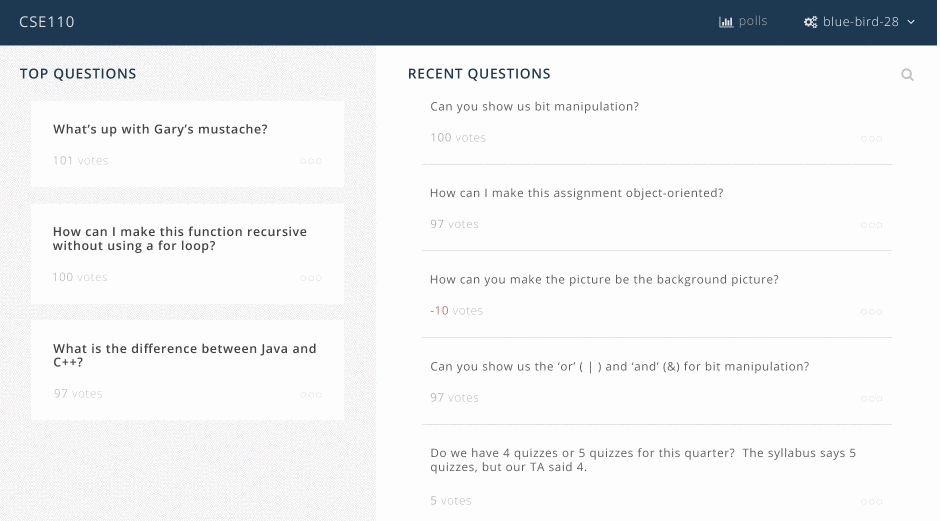 CSE110
polls
blue-bird-28
TOP QUESTIONS
What's up with Gary's mustache?
101 votes
How can I make this function recursive
without using a for loop?
100 votes
What is the difference between Java and
C++?
97 votes
RECENT QUESTIONS
Can you show us bit manipulation?
100 votes
How can I make this assignment object-oriented?
97 votes
How can you make the picture be the background picture?
-10 votes
Can you show us the ‘or’ ( | ) and ‘and’ (&) for bit manipulation?
97 votes
Do we have 4 quizzes or 5 quizzes for this quarter?  The syllabus says 5
quizzes, but our TA said 4.
5 votes